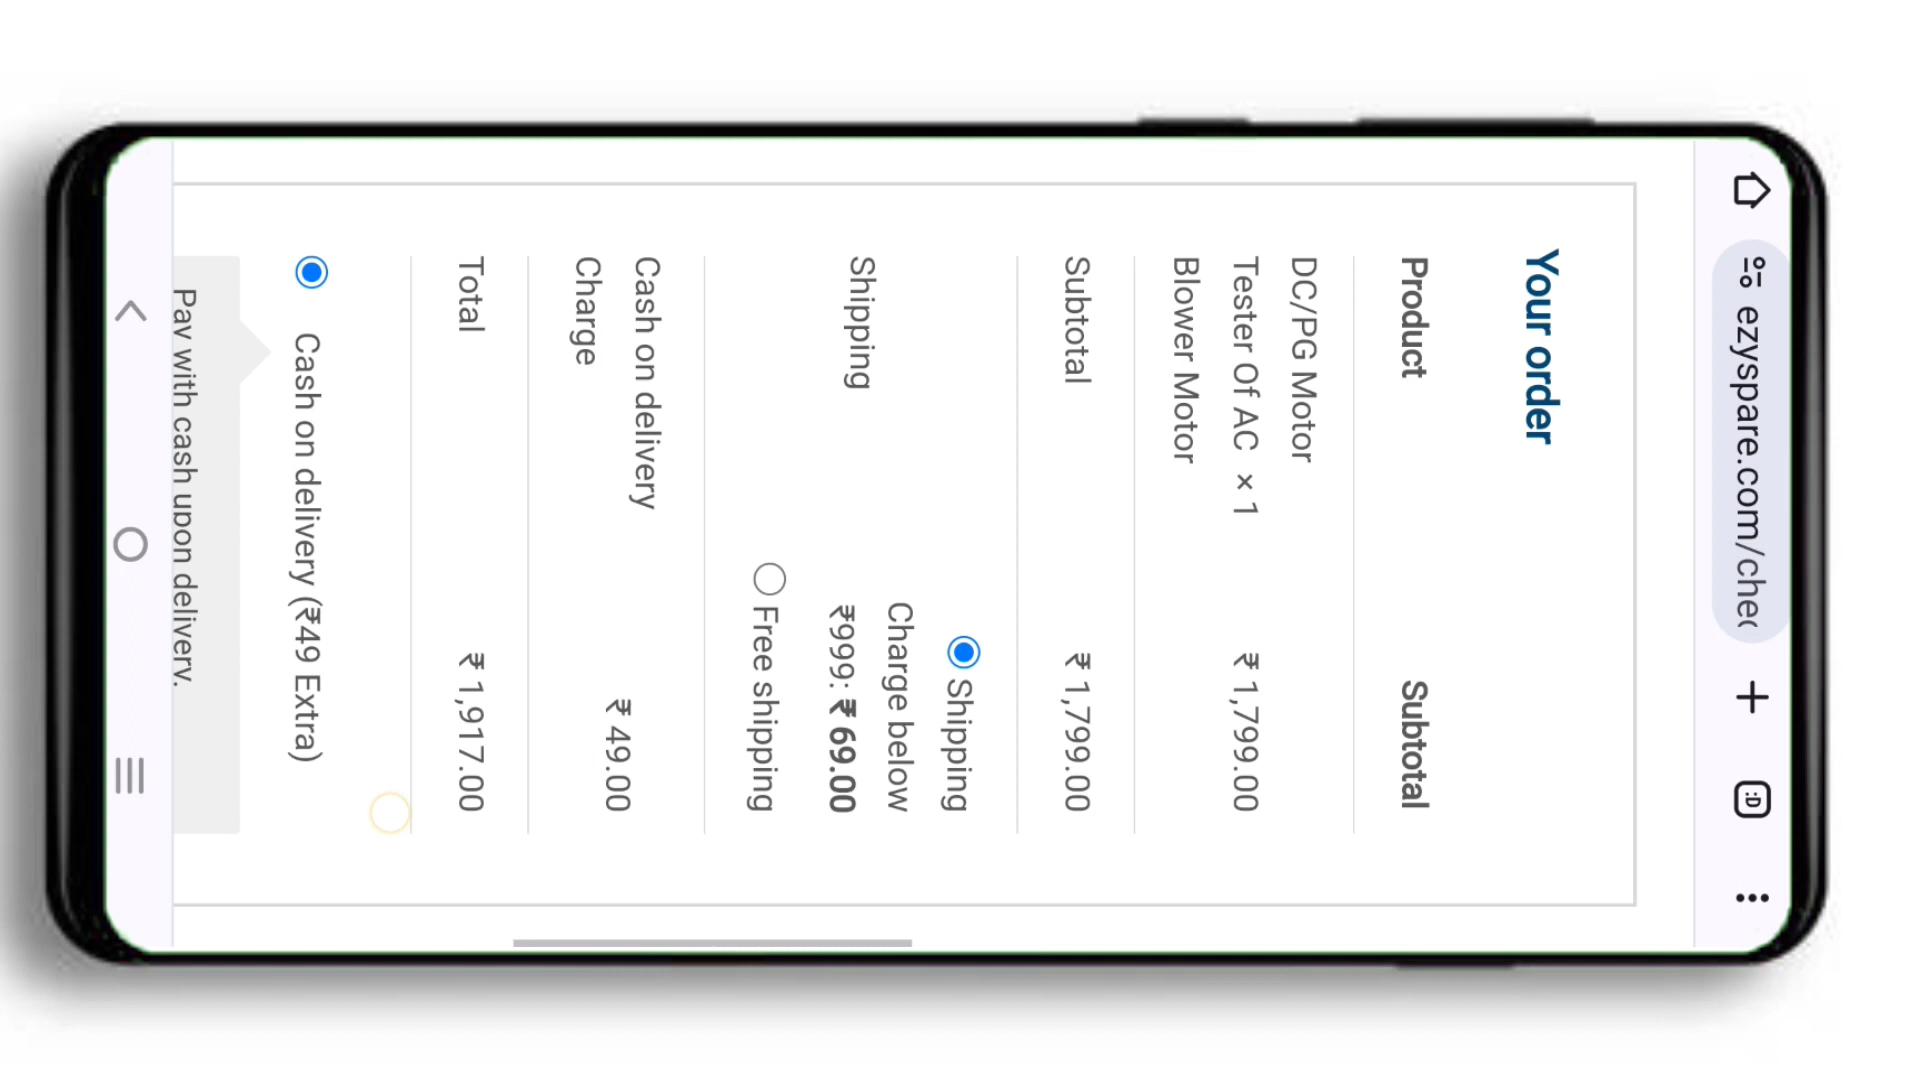 ezyspare.com/chec
:D
Your order
Product Subtotal
DC/PG Motor
Tester Of AC × 1 ₹ 1,799.00
Blower Motor
Subtotal ₹ 1,799.00
Shipping
Shipping
Charge below
₹999: ₹ 69.00
Free shipping
Cash on delivery
Charge ₹ 49.00
Total ₹ 1,917.00
Cash on delivery (₹49 Extra)
Pay with cash upon delivery.